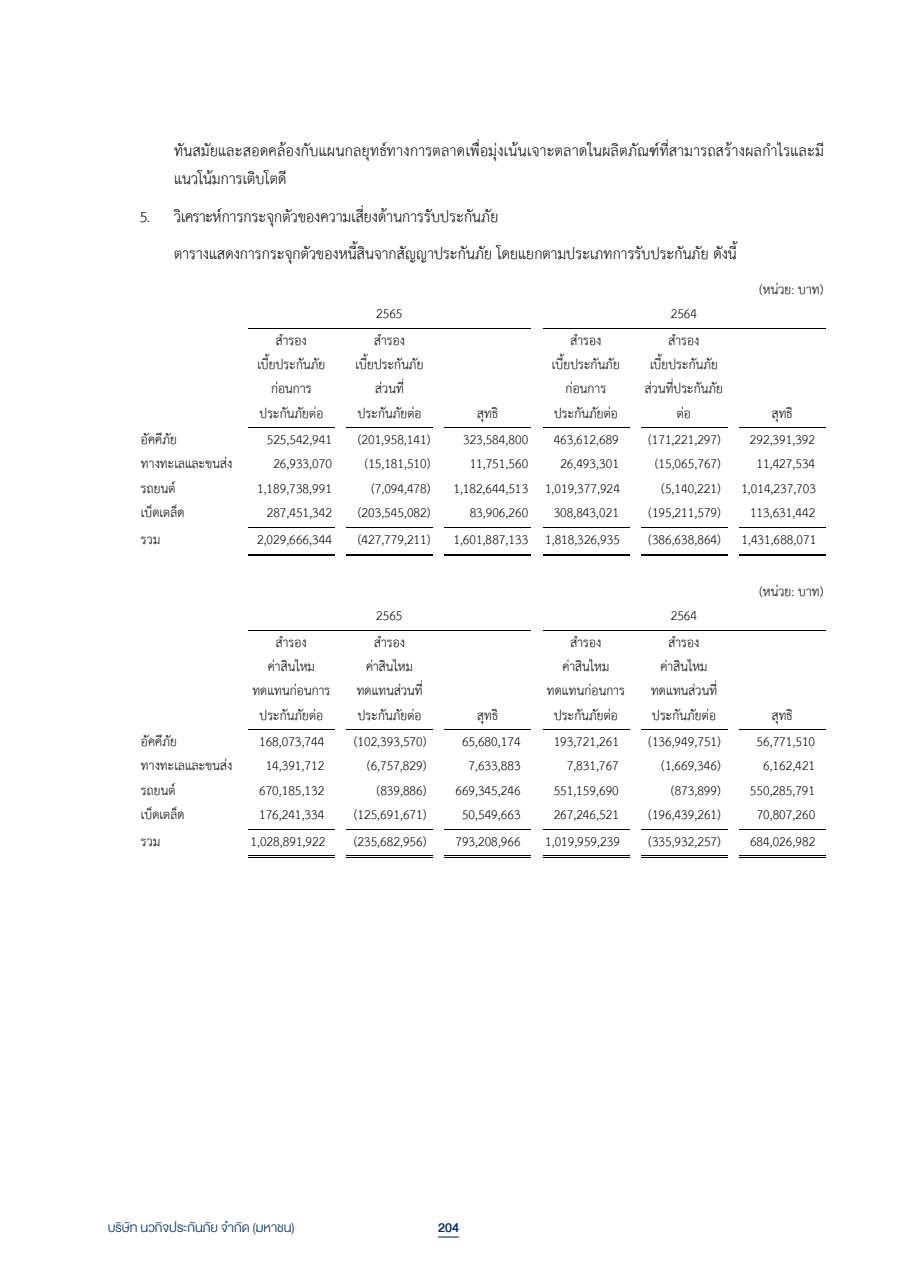 ทันสมัยและสอดคล้องกับแผนกลยุทธ์ทางการตลาดเพื่อมุ่งเน้นเจาะตลาดในผลิตภัณฑ์ที่สามารถสร้างผลกำไรและมี
แนวโน้มการเติบโตดี
5. วิเคราะห์การกระจุกตัวของความเสี่ยงด้านการรับประกันภัย
ตารางแสดงการกระจุกตัวของหนี้สินจากสัญญาประกันภัย โดยแยกตามประเภทการรับประกันภัย ดังนี้
(หน่วย: บาท)
2565 2564
สำรอง สำรอง สำรอง สำรอง
เบี้ยประกันภัย เบี้ยประกันภัย เบี้ยประกันภัย เบี้ยประกันภัย
ก่อนการ ส่วนที่ ก่อนการ ส่วนที่ประกันภัย
ประกันภัยต่อ ประกันภัยต่อ สุทธิ ประกันภัยต่อ ต่อ สุทธิ
อัคคีภัย 525,542,941 (201,958,141) 323,584,800 463,612,689 (171,221,297) 292,391,392
ทางทะเลและขนส่ง 26,933,070 (15,181,510) 11,751,560 26,493,301 (15,065,767) 11,427,534
รถยนต์ 1,189,738,991 (7,094,478) 1,182,644,513 1,019,377,924 (5,140,221) 1,014,237,703
เบ็ดเตล็ด 287,451,342 (203,545,082) 83,906,260 308,843,021 (195,211,579) 113,631,442
รวม 2,029,666,344 (427,779,211) 1,601,887,133 1,818,326,935 (386,638,864) 1,431,688,071
(หน่วย: บาท)
2565 2564
สำรอง สำรอง สำรอง สำรอง
ค่าสินไหม ค่าสินไหม ค่าสินไหม ค่าสินไหม
ทดแทนก่อนการ ทดแทนส่วนที่ ทดแทนก่อนการ ทดแทนส่วนที่
ประกันภัยต่อ ประกันภัยต่อ สุทธิ ประกันภัยต่อ ประกันภัยต่อ สุทธิ
อัคคีภัย 168,073,744 (102,393,570) 65,680,174 193,721,261 (136,949,751) 56,771,510
ทางทะเลและขนส่ง 14,391,712 (6,757,829) 7,633,883 7,831,767 (1,669,346) 6,162,421
รถยนต์ 670,185,132 (839,886) 669,345,246 551,159,690 (873,899) 550,285,791
เบ็ดเตล็ด 176,241,334 (125,691,671) 50,549,663 267,246,521 (196,439,261) 70,807,260
รวม 1,028,891,922 (235,682,956) 793,208,966 1,019,959,239 (335,932,257) 684,026,982
บริษัท นวกิจประกันภัย จำกัด (มหาชน) 204